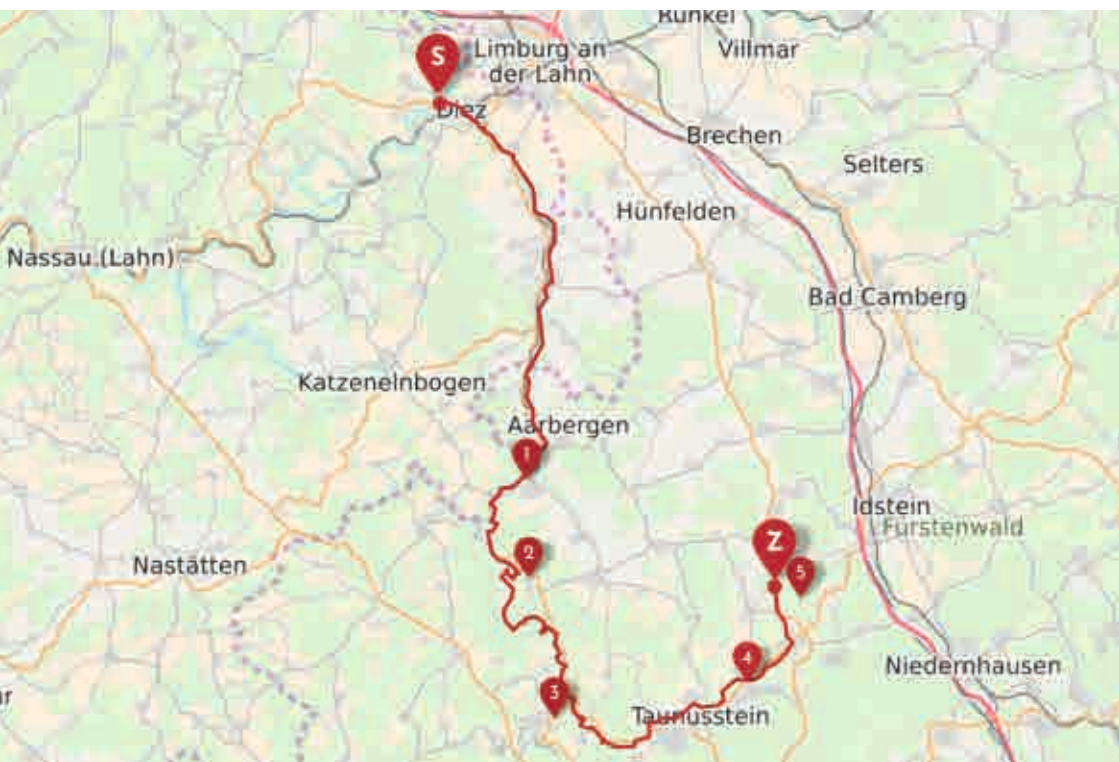 Runkel
S
Limburg an
der Lahn
Villmar
Diez
Brechen
Selters
Hünfelden
Nassau (Lahn)
Bad Camberg
Katzenelnbogen
Aarbergen
1
Idstein
Fürstenwald
Z
2
5
Nastätten
4
Niedernhausen
3
Taunusstein